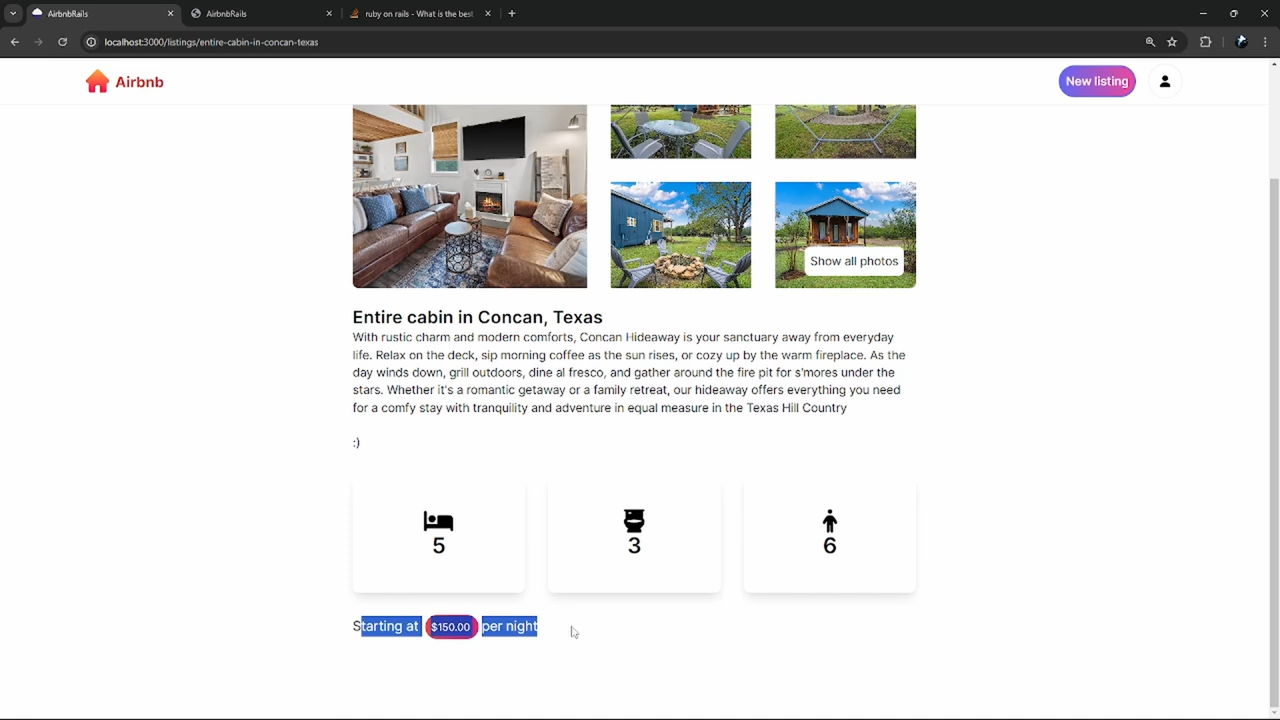 AirbnbRails
AirbnbRails
ruby on rails - What is the best
localhost:3000/listings/entire-cabin-in-concan-texas
Airbnb
New listing
Show all photos
Entire cabin in Concan, Texas
With rustic charm and modern comforts, Concan Hideaway is your sanctuary away from everyday
life. Relax on the deck, sip morning coffee as the sun rises, or cozy up by the warm fireplace. As the
day winds down, grill outdoors, dine al fresco, and gather around the fire pit for s'mores under the
stars. Whether it's a romantic getaway or a family retreat, our hideaway offers everything you need
for a comfy stay with tranquility and adventure in equal measure in the Texas Hill Country
:)
5 3 6
Starting at $150.00 per night